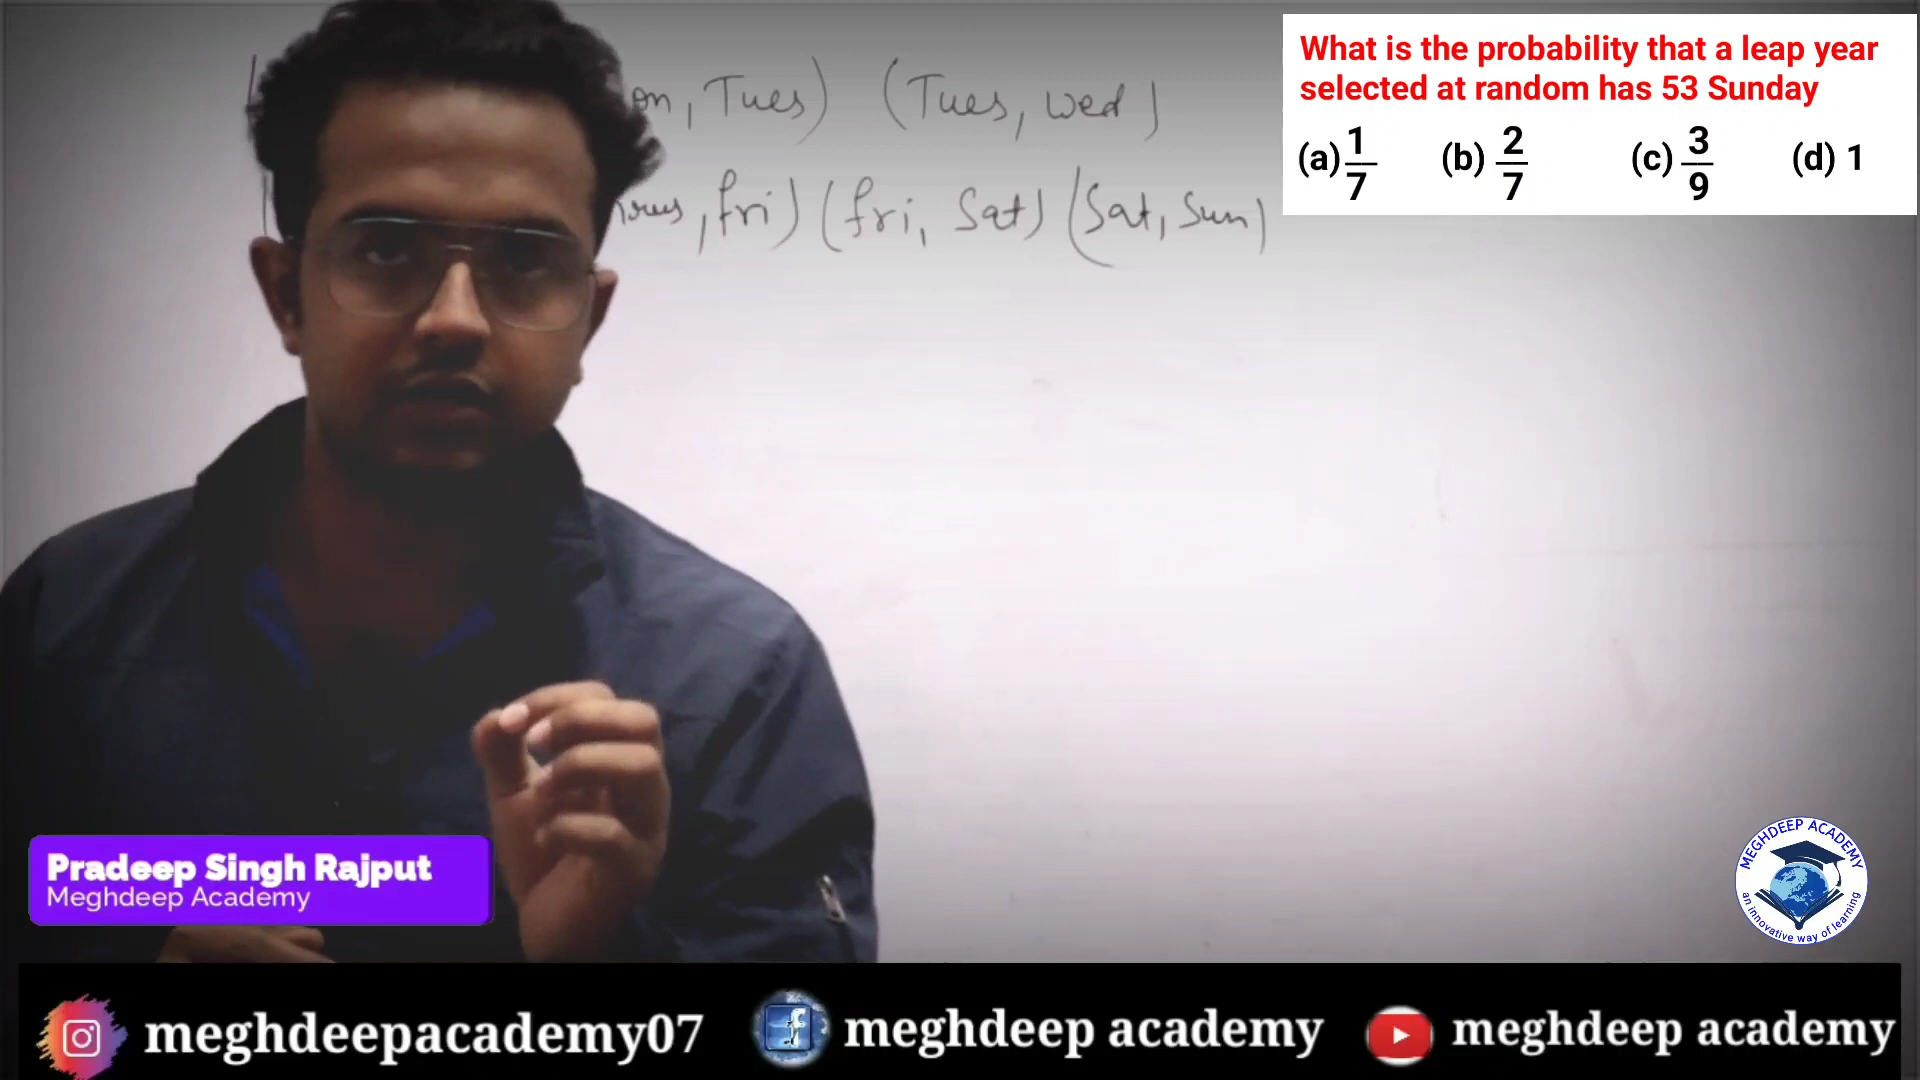 What is the probability that a leap year
selected at random has 53 Sunday
(a) 1/7 (b) 2/7 (c) 3/9 (d) 1
, Tues) (Tues, wed)
, fri) (fri, Sat) (Sat, Sun)
Pradeep Singh Rajput
Meghdeep Academy
MEGHDEEP ACADEMY
an innovative way of learning
meghdeepacademy07
meghdeep academy
meghdeep academy